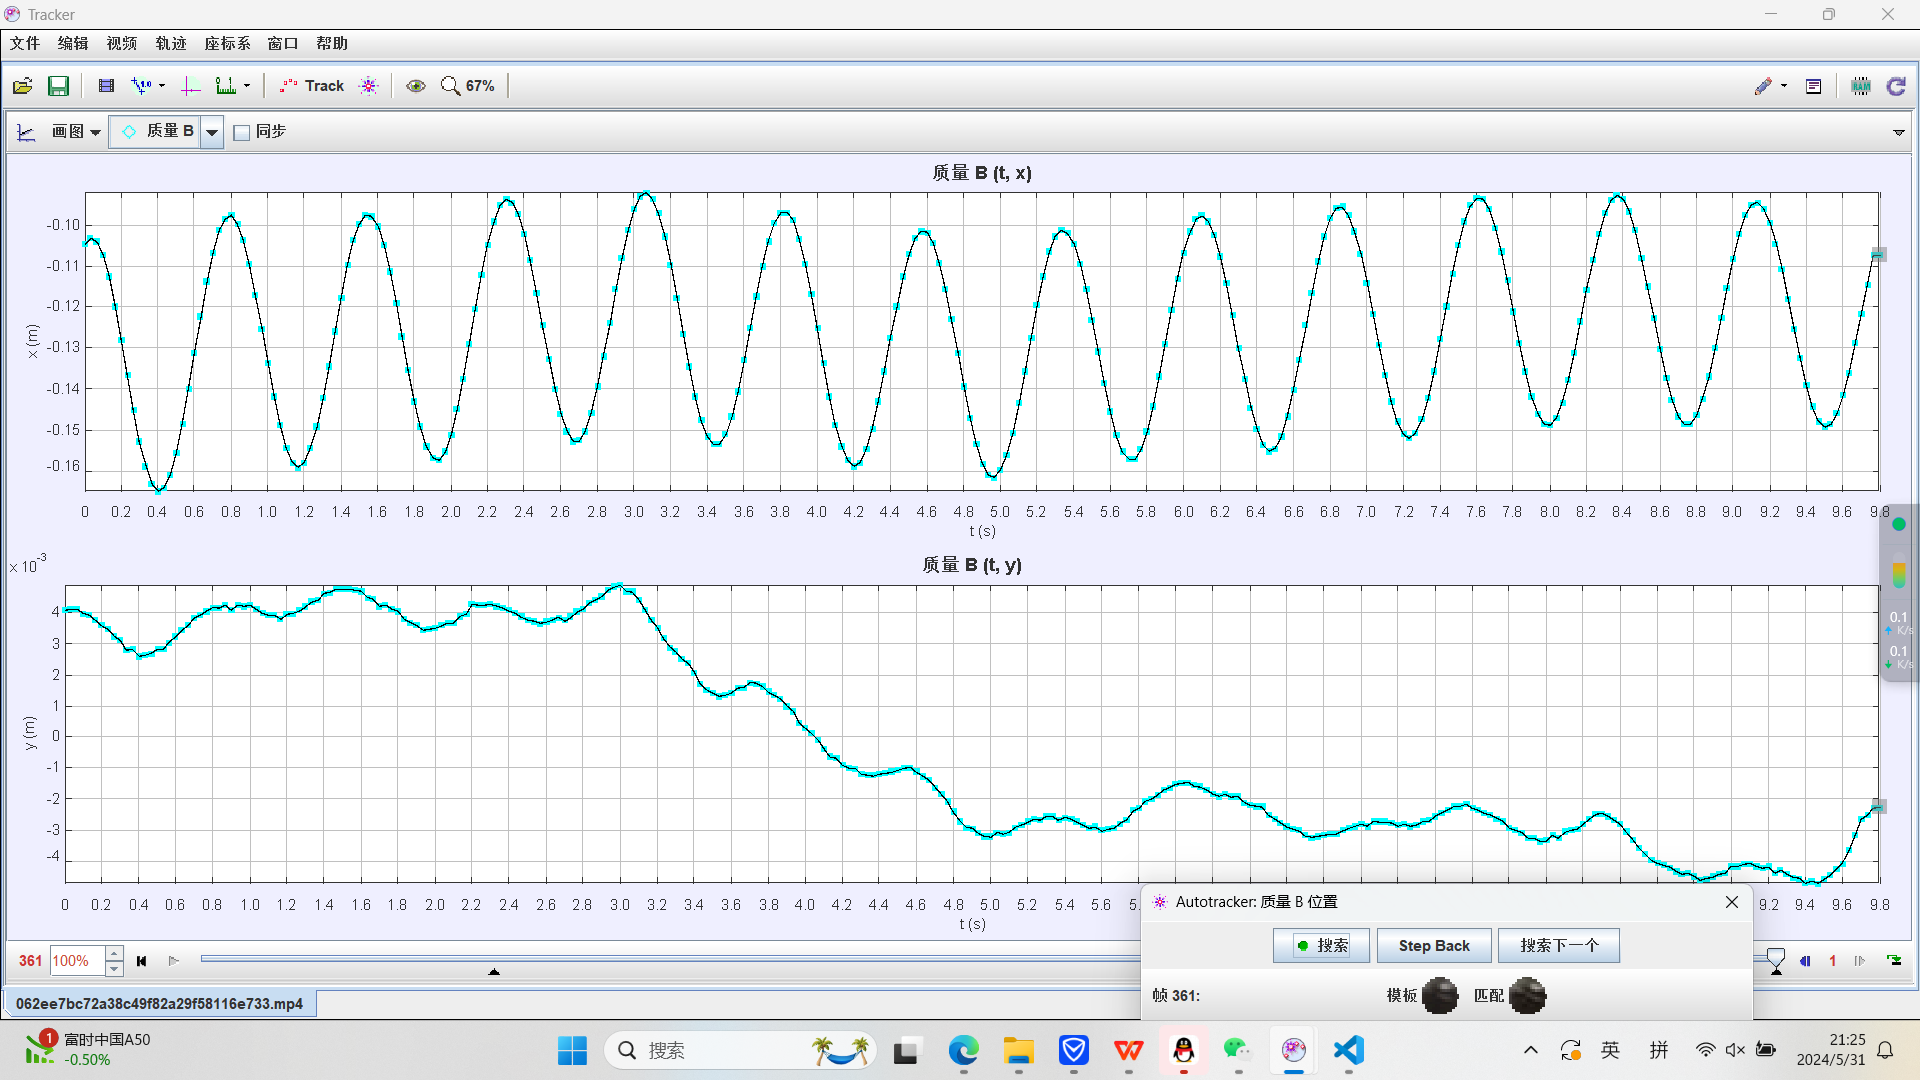 Tracker
文件 编辑 视频 轨迹 座标系 窗口 帮助
Track 67%
画图 质量 B 同步
质量 B (t, x)
-0.10
-0.11
-0.12
-0.13
-0.14
-0.15
-0.16
x (m)
0 0.2 0.4 0.6 0.8 1.0 1.2 1.4 1.6 1.8 2.0 2.2 2.4 2.6 2.8 3.0 3.2 3.4 3.6 3.8 4.0 4.2 4.4 4.6 4.8 5.0 5.2 5.4 5.6 5.8 6.0 6.2 6.4 6.6 6.8 7.0 7.2 7.4 7.6 7.8 8.0 8.2 8.4 8.6 8.8 9.0 9.2 9.4 9.6 9.8
t (s)
质量 B (t, y)
x 10-3
4
3
2
1
0
-1
-2
-3
-4
y (m)
0 0.2 0.4 0.6 0.8 1.0 1.2 1.4 1.6 1.8 2.0 2.2 2.4 2.6 2.8 3.0 3.2 3.4 3.6 3.8 4.0 4.2 4.4 4.6 4.8 5.0 5.2 5.4 5.6 9.2 9.4 9.6 9.8
t (s)
0.1
K/s
0.1
K/s
Autotracker: 质量 B 位置
搜索 Step Back 搜索下一个
帧 361: 模板 匹配
361 100% 1
062ee7bc72a38c49f82a29f58116e733.mp4
1
富时中国A50
-0.50%
搜索
英 拼
21:25
2024/5/31